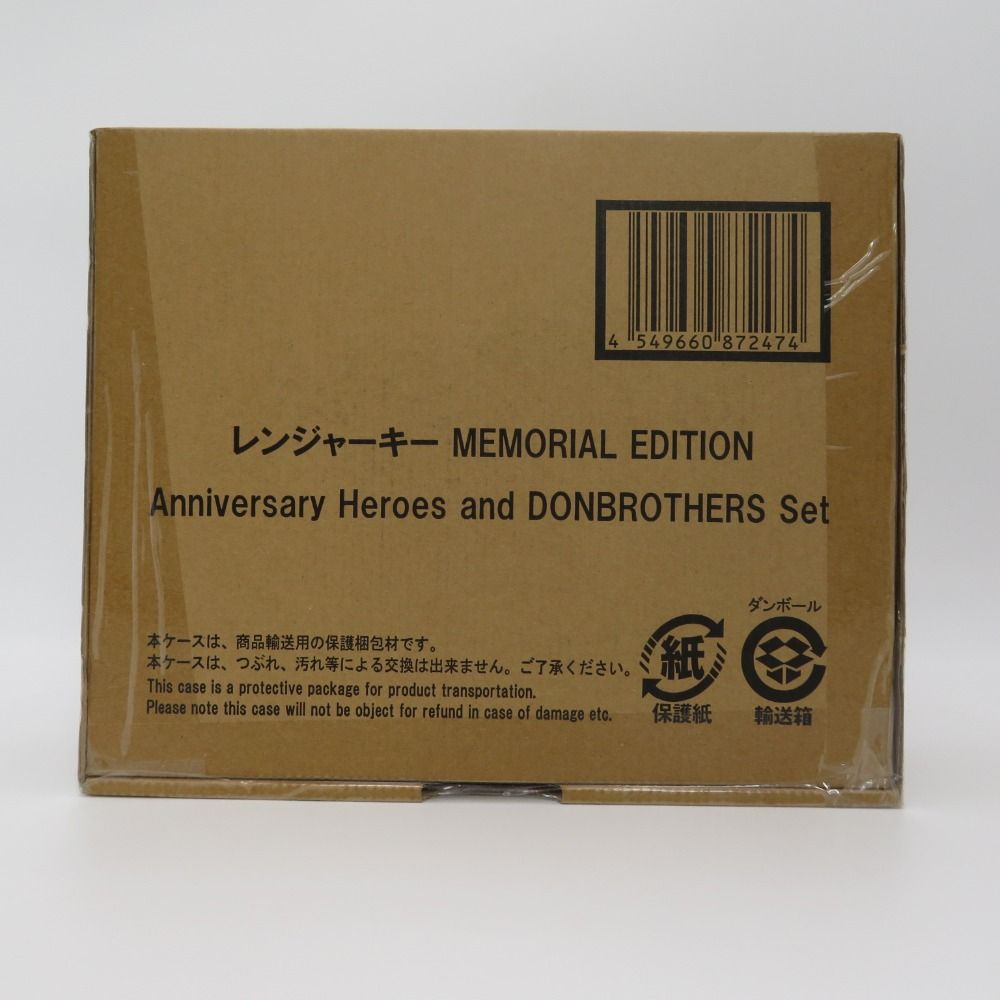 4 549660 872474
レンジャーキー MEMORIAL EDITION
Anniversary Heroes and DONBROTHERS Set
ダンボール
本ケースは、商品輸送用の保護梱包材です。
本ケースは、つぶれ、汚れ等による交換は出来ません。ご了承ください。
This case is a protective package for product transportation.
Please note this case will not be object for refund in case of damage etc.
紙
保護紙
輸送箱